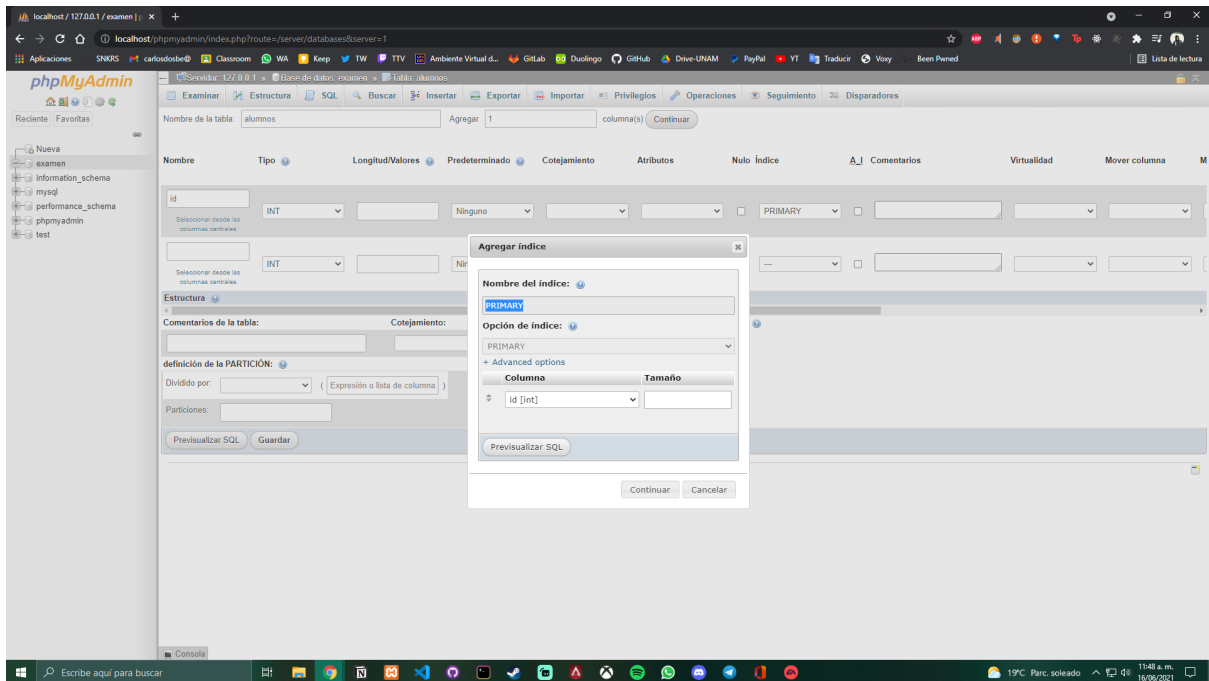 localhost / 127.0.0.1 / examen | p
localhost/phpmyadmin/index.php?route=/server/databases&server=1
Aplicaciones SNKRS carlosdosbe@ Classroom WA Keep TW TTV Ambiente Virtual d... GitLab Duolingo GitHub Drive-UNAM PayPal YT Traducir Voxy Been Pwned Lista de lectura
phpMyAdmin
Reciente Favoritas
Nueva
examen
information_schema
mysql
performance_schema
phpmyadmin
test
Servidor: 127.0.0.1 » Base de datos: examen » Tabla: alumnos
Examinar Estructura SQL Buscar Insertar Exportar Importar Privilegios Operaciones Seguimiento Disparadores
Nombre de la tabla: alumnos Agregar 1 columna(s) Continuar
Nombre Tipo Longitud/Valores Predeterminado Cotejamiento Atributos Nulo Índice A_I Comentarios Virtualidad Mover columna M
id
Seleccionar desde las
columnas centrales
INT Ninguno PRIMARY
Seleccionar desde las
columnas centrales
INT Nin ---
Estructura
Comentarios de la tabla: Cotejamiento:
definición de la PARTICIÓN:
Dividido por: ( Expresión o lista de columna )
Particiones:
Previsualizar SQL Guardar
Agregar índice
Nombre del índice:
PRIMARY
Opción de índice:
PRIMARY
+ Advanced options
Columna Tamaño
id [int]
Previsualizar SQL
Continuar Cancelar
Consola
Escribe aquí para buscar
19°C Parc. soleado
11:48 a. m.
16/06/2021